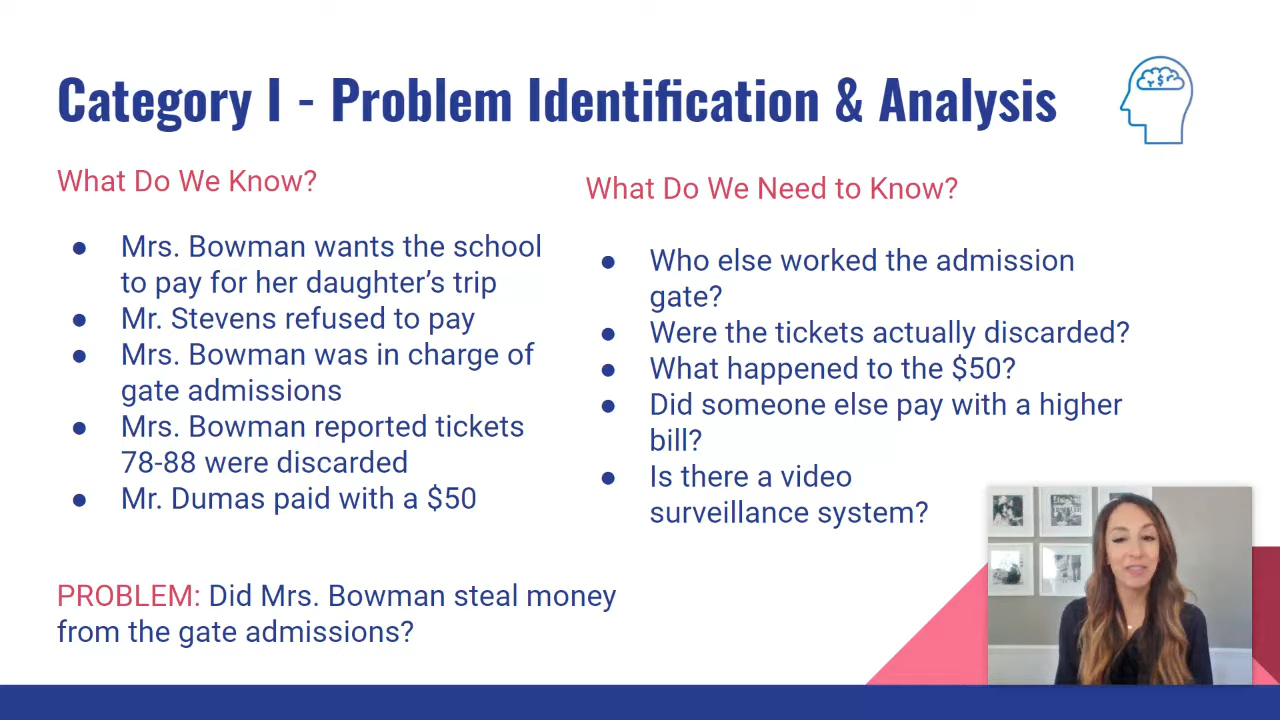 Category I - Problem Identification & Analysis
What Do We Know?
● Mrs. Bowman wants the school
to pay for her daughter’s trip
● Mr. Stevens refused to pay
● Mrs. Bowman was in charge of
gate admissions
● Mrs. Bowman reported tickets
78-88 were discarded
● Mr. Dumas paid with a $50
What Do We Need to Know?
● Who else worked the admission
gate?
● Were the tickets actually discarded?
● What happened to the $50?
● Did someone else pay with a higher
bill?
● Is there a video
surveillance system?
PROBLEM: Did Mrs. Bowman steal money
from the gate admissions?